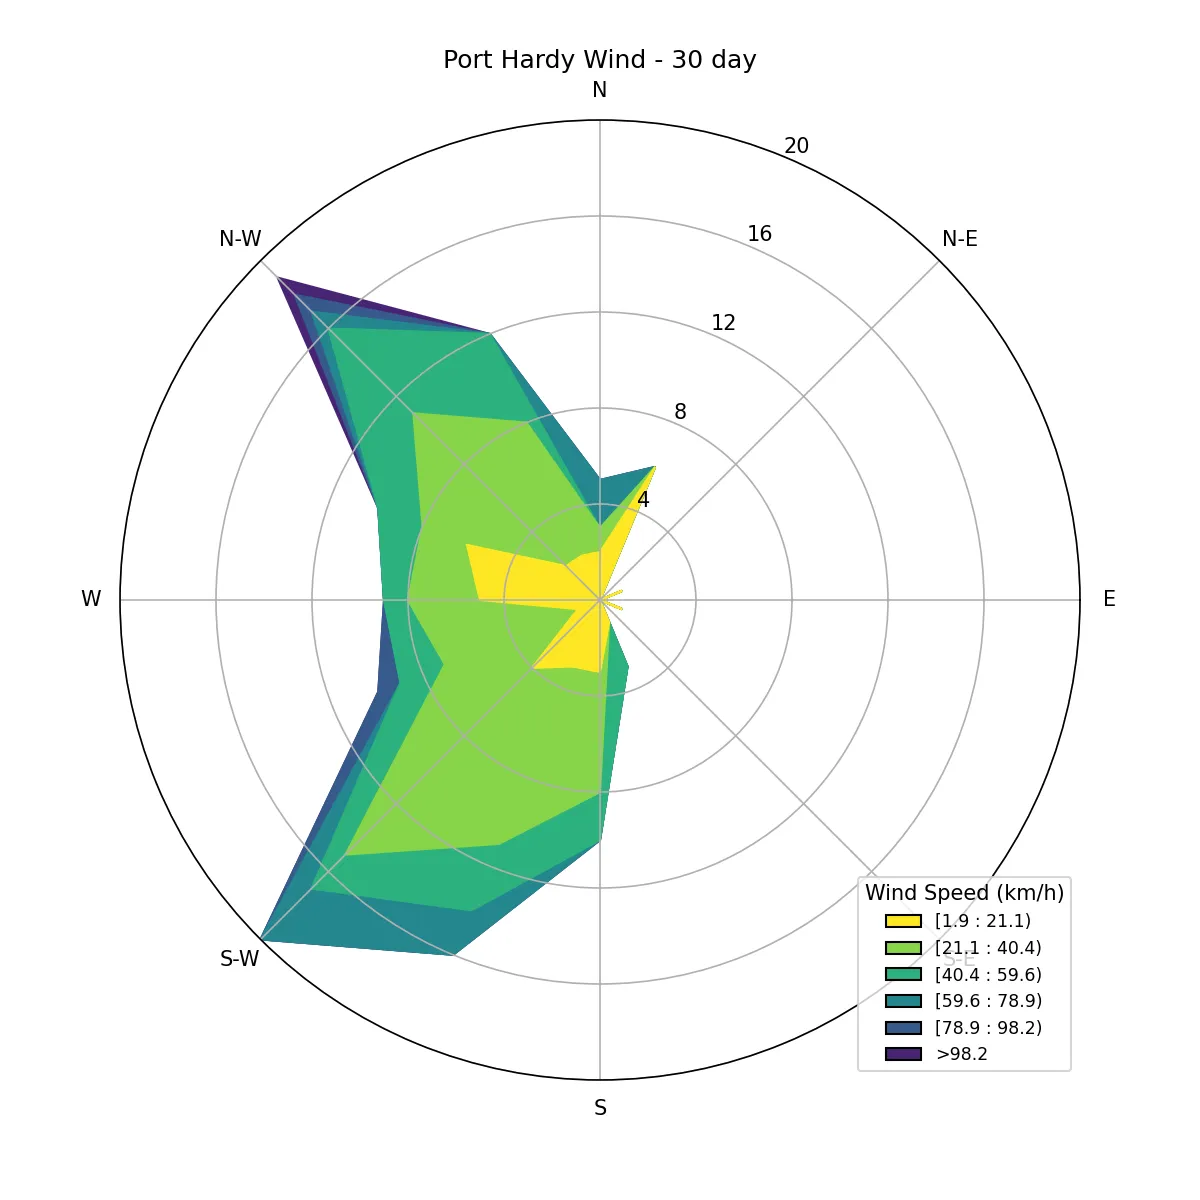 Port Hardy Wind - 30 day
N
20
16
N-W
N-E
12
8
4
W
E
Wind Speed (km/h)
[1.9 : 21.1)
[21.1 : 40.4)
S-W
S-E
[40.4 : 59.6)
[59.6 : 78.9)
[78.9 : 98.2)
>98.2
S